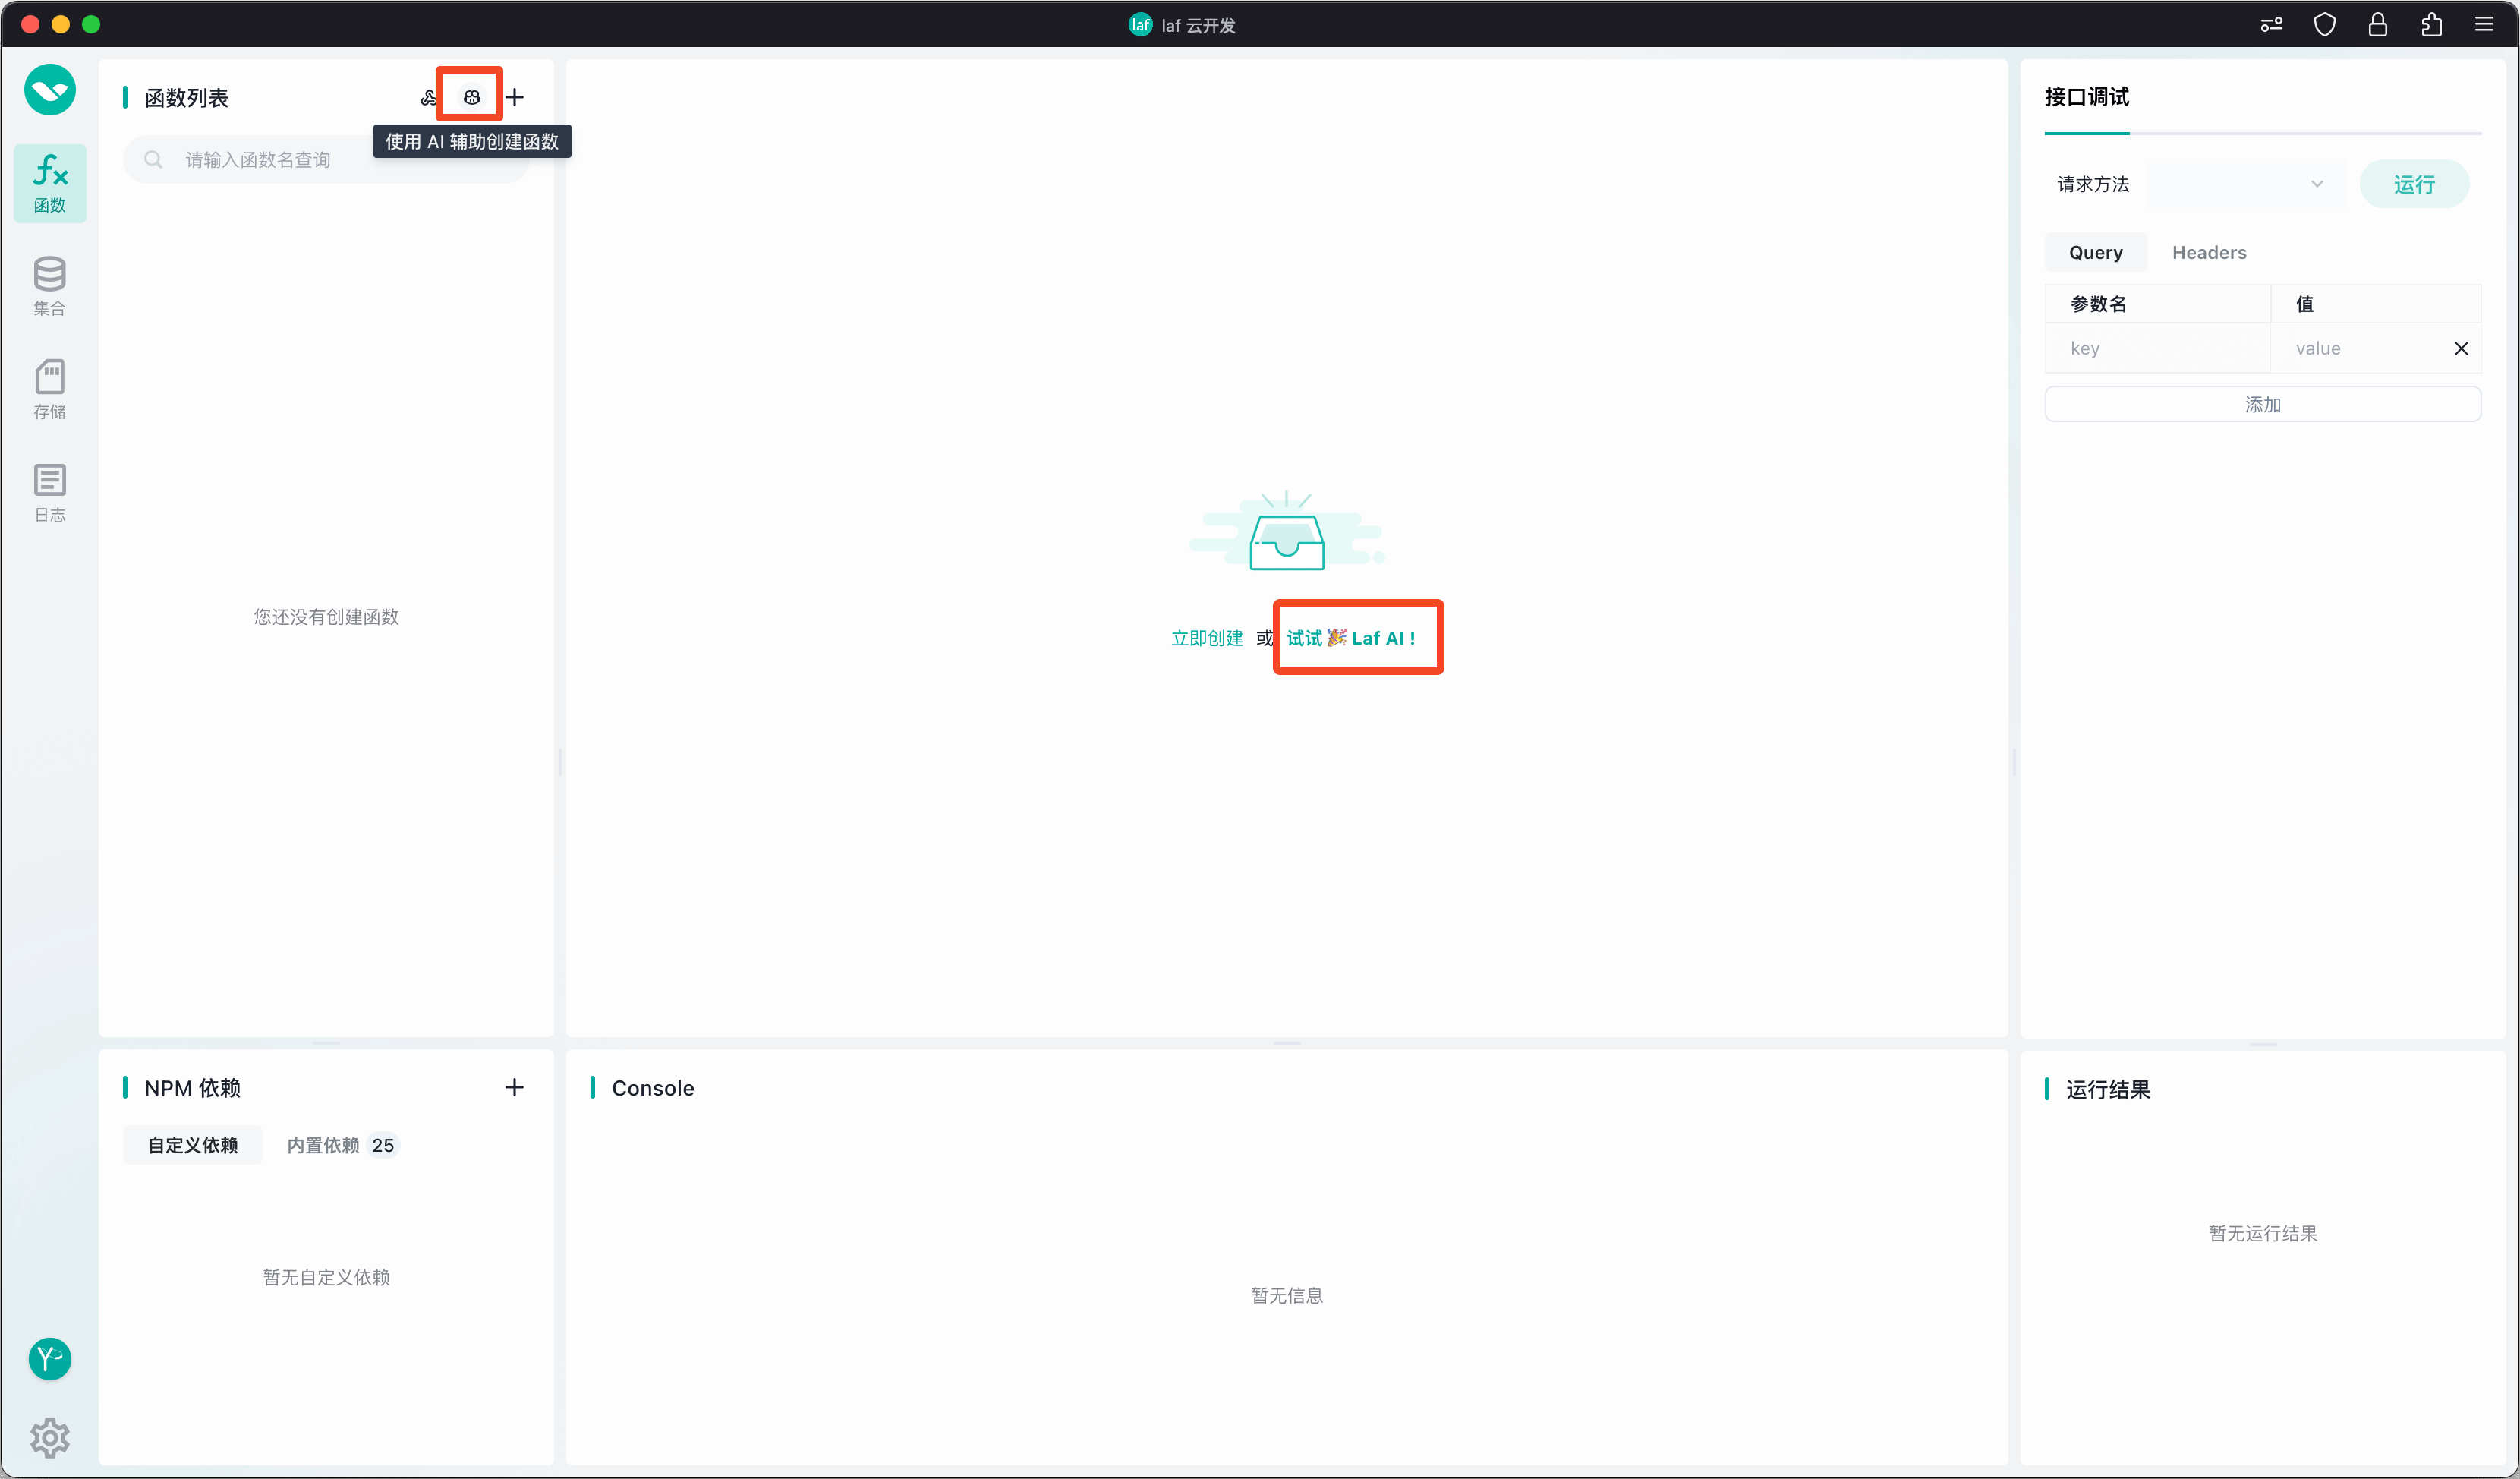 laf laf 云开发
函数列表
使用 AI 辅助创建函数
请输入函数名查询
函数
集合
存储
日志
您还没有创建函数
立即创建 或 试试🎉 Laf AI !
接口调试
请求方法
运行
Query Headers
参数名 值
key value
添加
NPM 依赖
自定义依赖 内置依赖 25
暂无自定义依赖
Console
暂无信息
运行结果
暂无运行结果